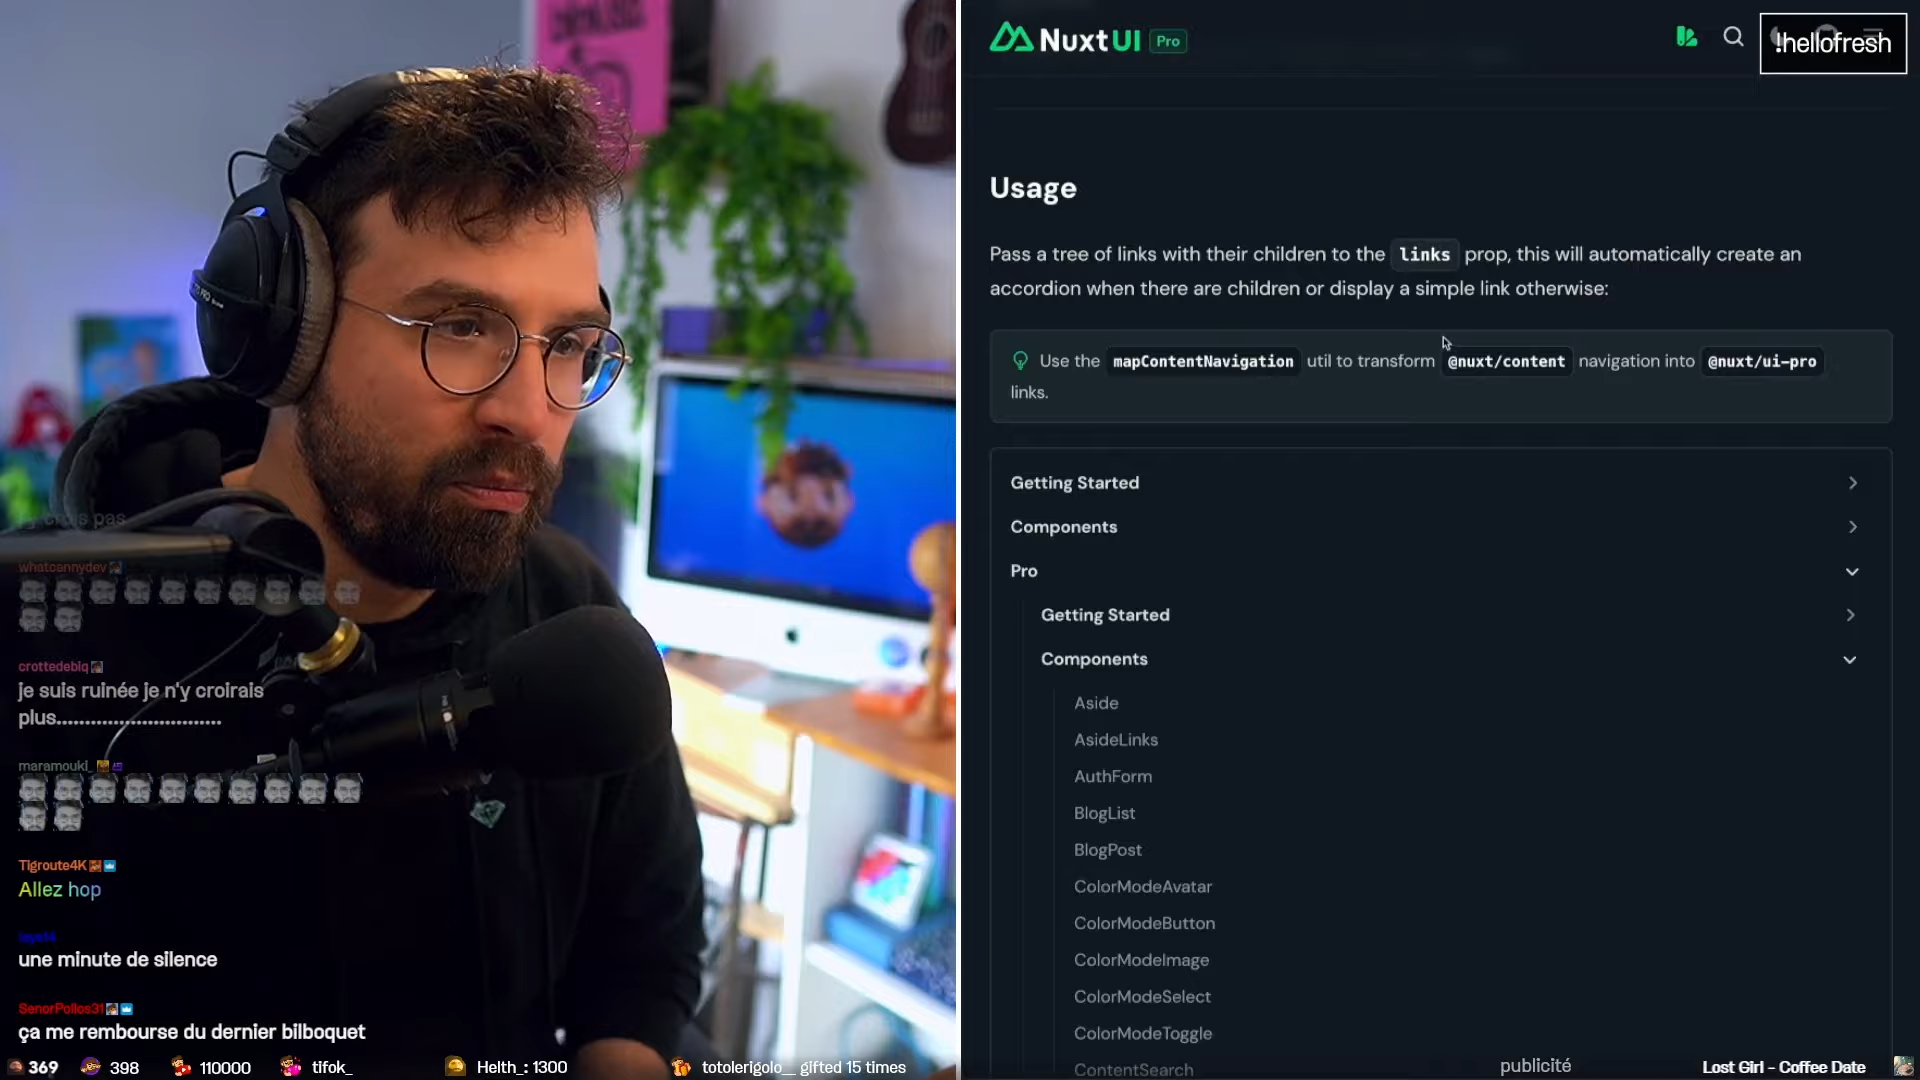 y crois pas
whatcannydev
crottedebiq
je suis ruinée je n'y croirais
plus.............................
maramouki_
Tigroute4K
Allez hop
une minute de silence
SenorPollos31
ça me rembourse du dernier bilboquet
369
398
110000
tifok_
Helth_: 1300
totolerigolo__ gifted 15 times
NuxtUI Pro
!hellofresh
Usage
Pass a tree of links with their children to the links prop, this will automatically create an
accordion when there are children or display a simple link otherwise:
Use the mapContentNavigation util to transform @nuxt/content navigation into @nuxt/ui-pro
links.
Getting Started
Components
Pro
Getting Started
Components
Aside
AsideLinks
AuthForm
BlogList
BlogPost
ColorModeAvatar
ColorModeButton
ColorModeImage
ColorModeSelect
ColorModeToggle
ContentSearch
publicité
Lost Girl - Coffee Date